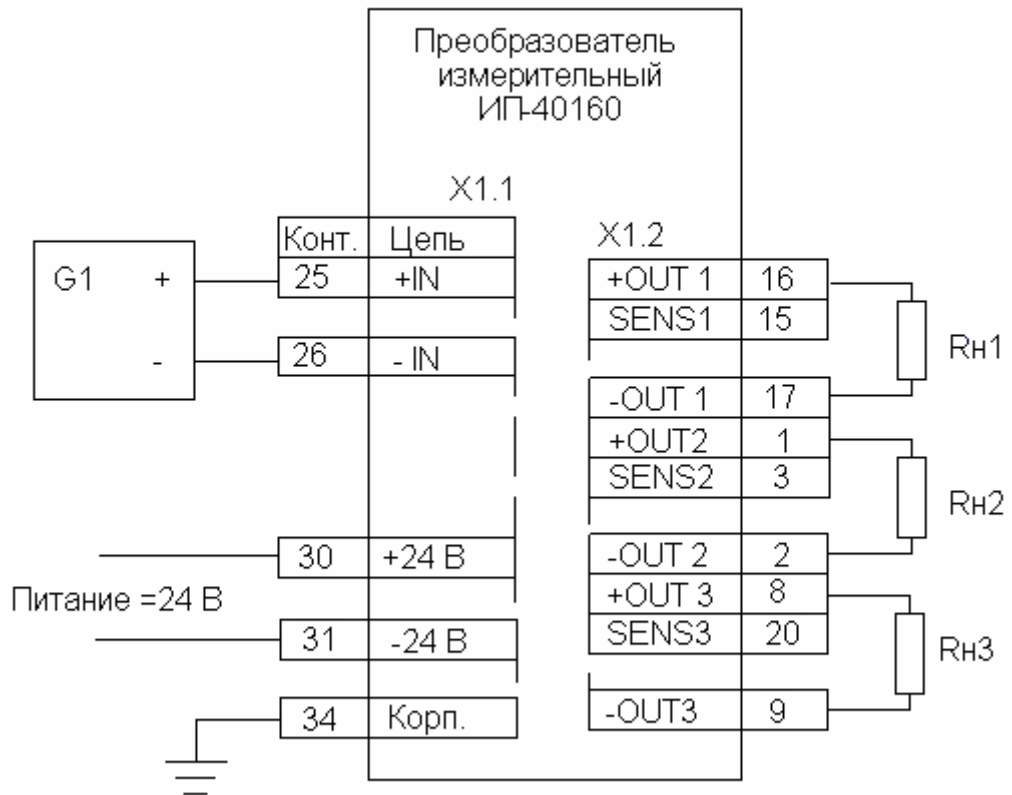 Преобразователь
измерительный
ИП-40160
X1.1
Конт. Цепь
25 +IN
26 - IN
30 +24 В
31 -24 В
34 Корп.
G1 +
-
Питание =24 В
X1.2
+OUT 1 16
SENS1 15
-OUT 1 17
+OUT2 1
SENS2 3
-OUT 2 2
+OUT 3 8
SENS3 20
-OUT3 9
Rн1
Rн2
Rн3